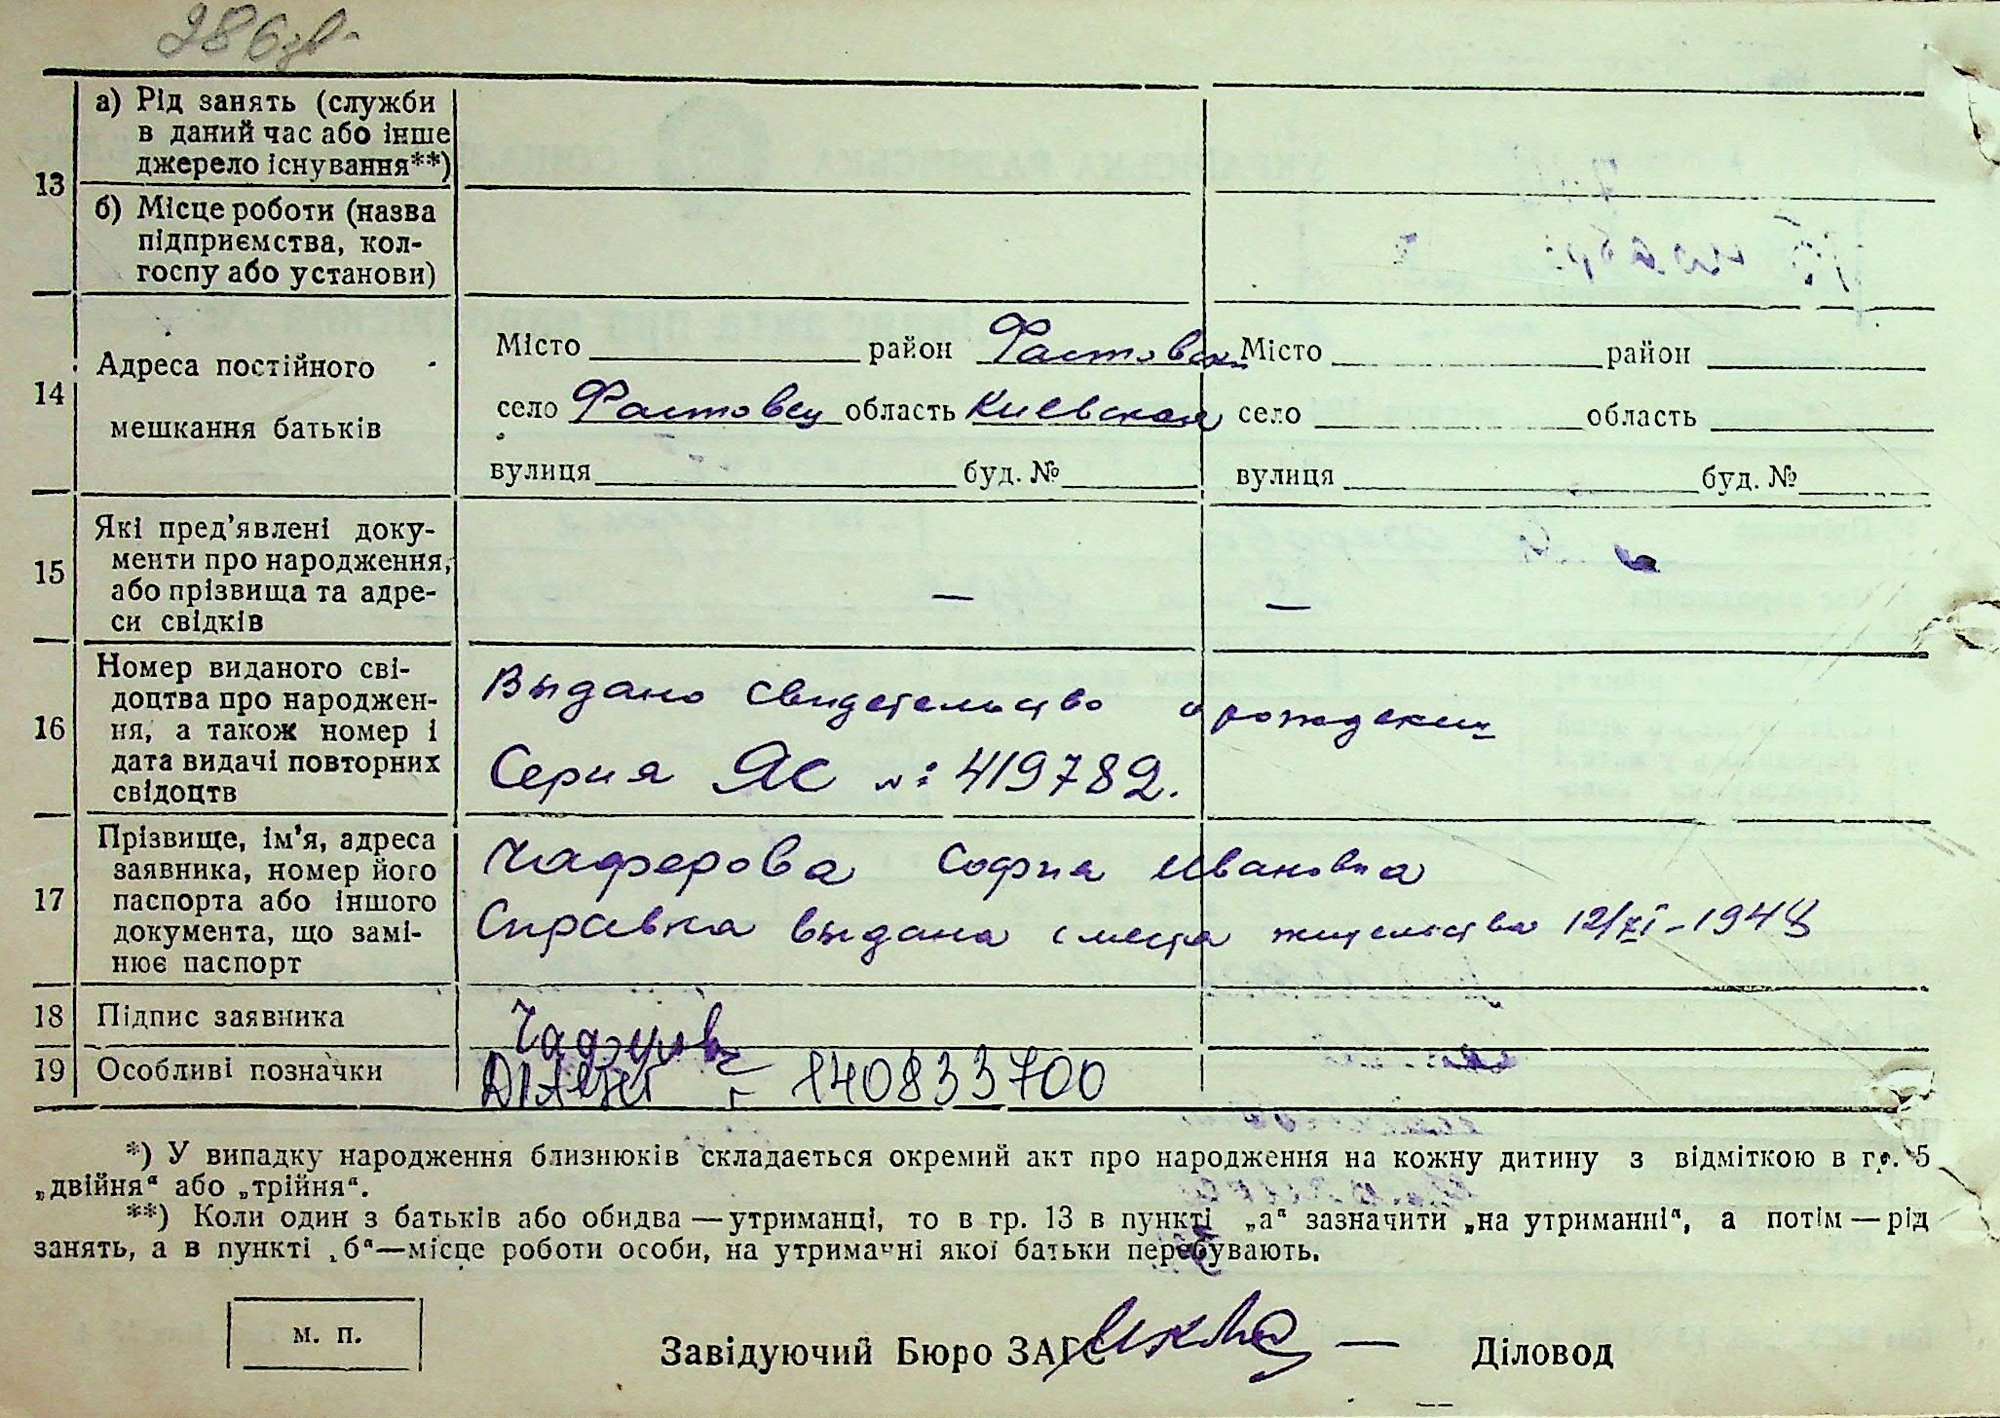 286зв.
13
а) Рід занять (служби
в даний час або інше
джерело існування**)
б) Місце роботи (назва
підприємства, кол-
госпу або установи)
14
Адреса постійного
мешкання батьків
Місто район Фастовск
село Фастовец область Киевская
вулиця буд. №
Місто район
село область
вулиця буд. №
15
Які пред’явлені доку-
менти про народження,
або прізвища та адре-
си свідків
— —
16
Номер виданого сві-
доцтва про народжен-
ня, а також номер і
дата видачі повторних
свідоцтв
Выдано свидетельство о рождении
Серия ЯС №: 419782.
17
Прізвище, ім’я, адреса
заявника, номер його
паспорта або іншого
документа, що замі-
нює паспорт
Чаферова София Ивановна
Справка выдана с места жительства 12/XI-1948
18
Підпис заявника
19
Особливі позначки
140833700
*) У випадку народження близнюків складається окремий акт про народження на кожну дитину з відміткою в гр. 5
„двійня“ або „трійня“.
**) Коли один з батьків або обидва — утриманці, то в гр. 13 в пункті „а“ зазначити „на утриманні“, а потім — рід
занять, а в пункті „б“ — місце роботи особи, на утриманні якої батьки перебувають.
м. п.
Завідуючий Бюро ЗАГС — Діловод